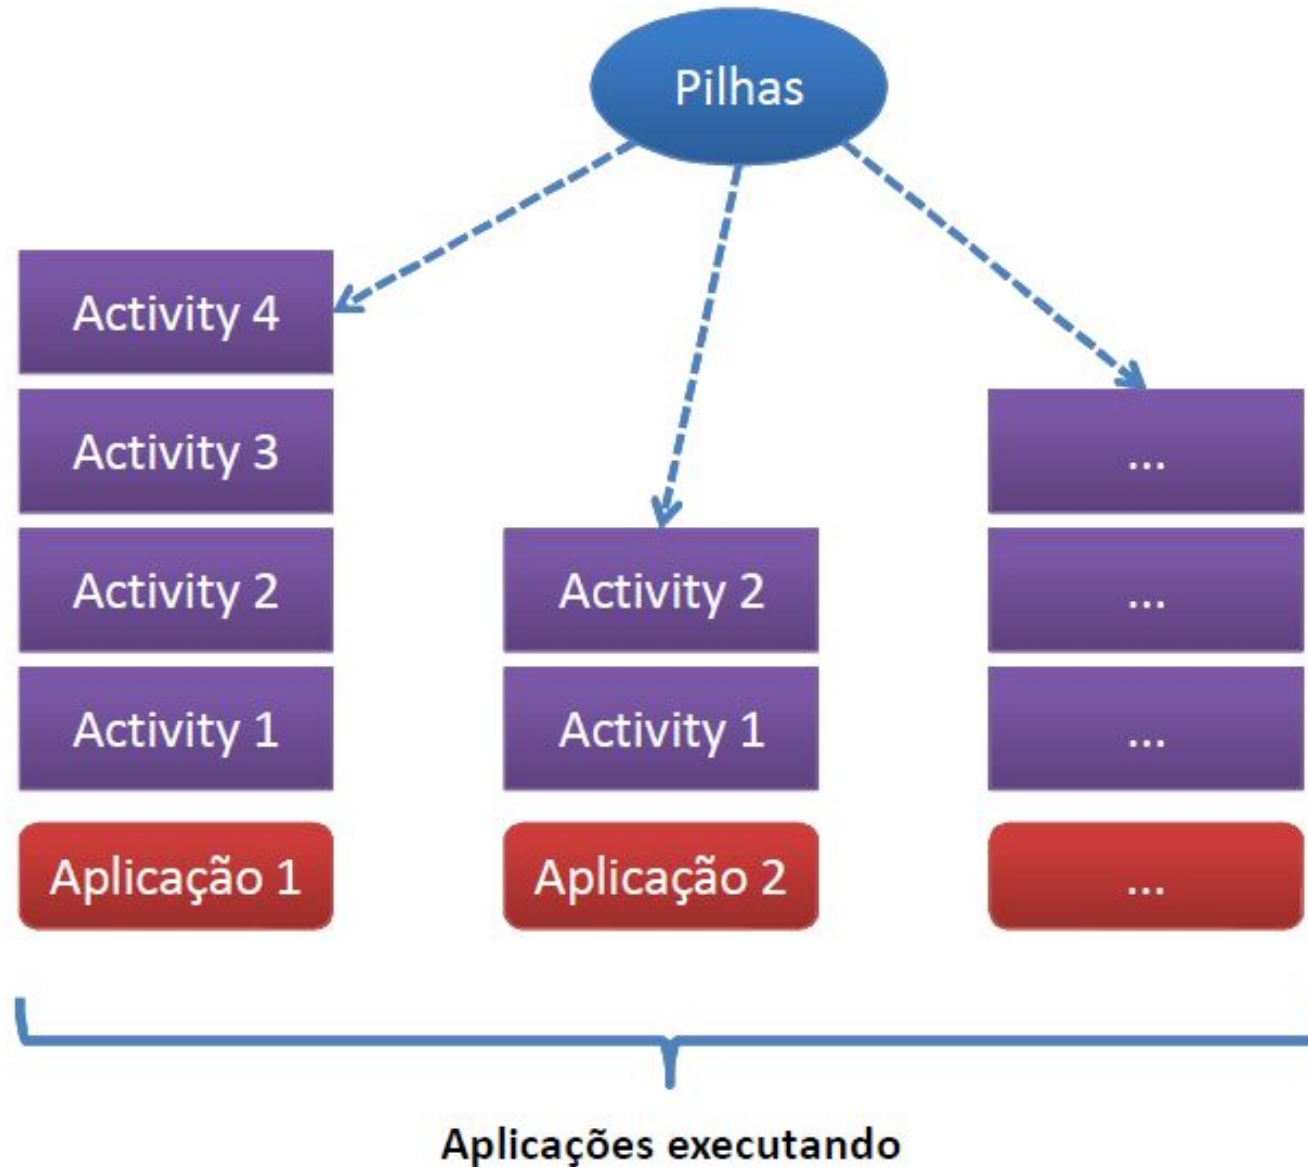 Pilhas
Activity 4
Activity 3
Activity 2
Activity 1
Aplicação 1
Activity 2
Activity 1
Aplicação 2
...
...
...
...
Aplicações executando